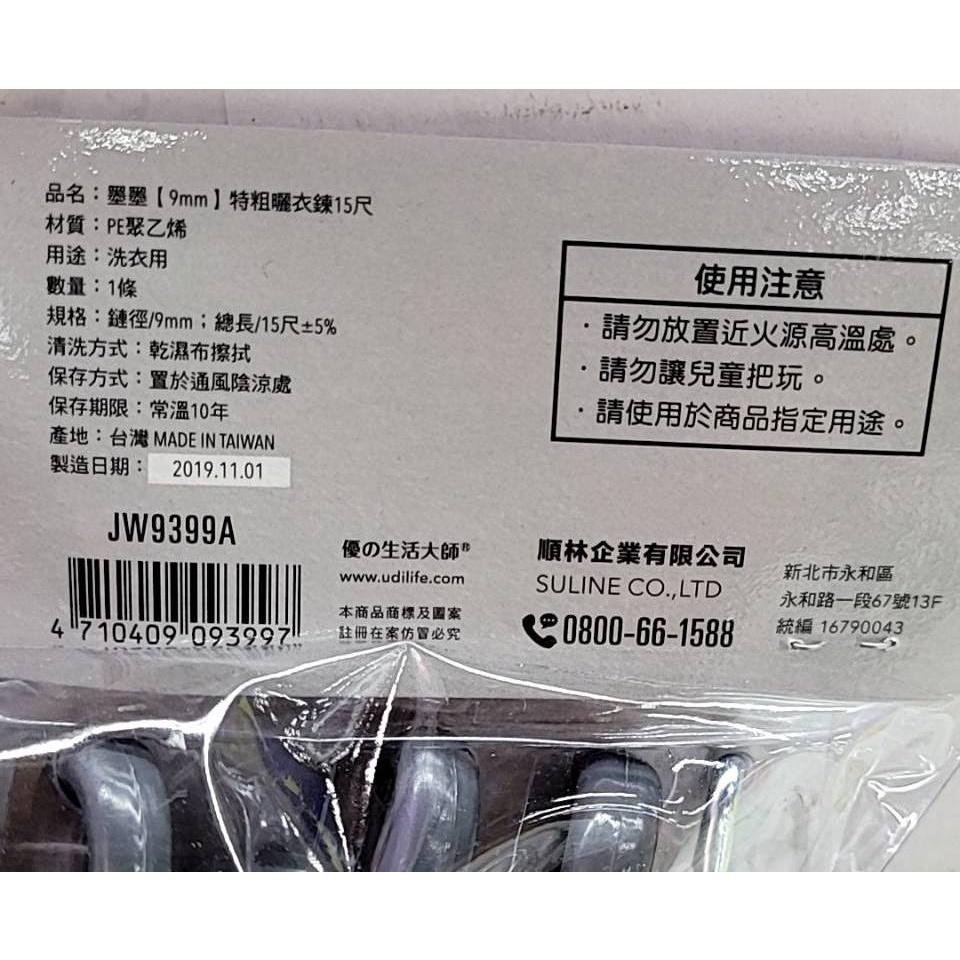 品名：墨墨【9mm】特粗曬衣鍊15尺
材質：PE聚乙烯
用途：洗衣用
數量：1條
規格：鏈徑/9mm；總長/15尺±5%
清洗方式：乾濕布擦拭
保存方式：置於通風陰涼處
保存期限：常溫10年
產地：台灣 MADE IN TAIWAN
製造日期：2019.11.01
使用注意
·請勿放置近火源高溫處。
·請勿讓兒童把玩。
·請使用於商品指定用途。
JW9399A
4 710409 093997
優の生活大師®
www.udilife.com
本商品商標及圖案
註冊在案仿冒必究
順林企業有限公司
SULINE CO.,LTD
0800-66-1588
新北市永和區
永和路一段67號13F
統編 16790043